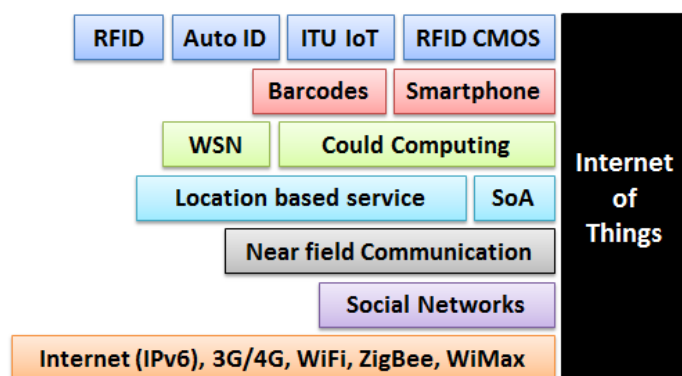 RFID Auto ID ITU IoT RFID CMOS
Barcodes Smartphone
WSN Could Computing
Location based service SoA
Near field Communication
Social Networks
Internet (IPv6), 3G/4G, WiFi, ZigBee, WiMax
Internet
of
Things